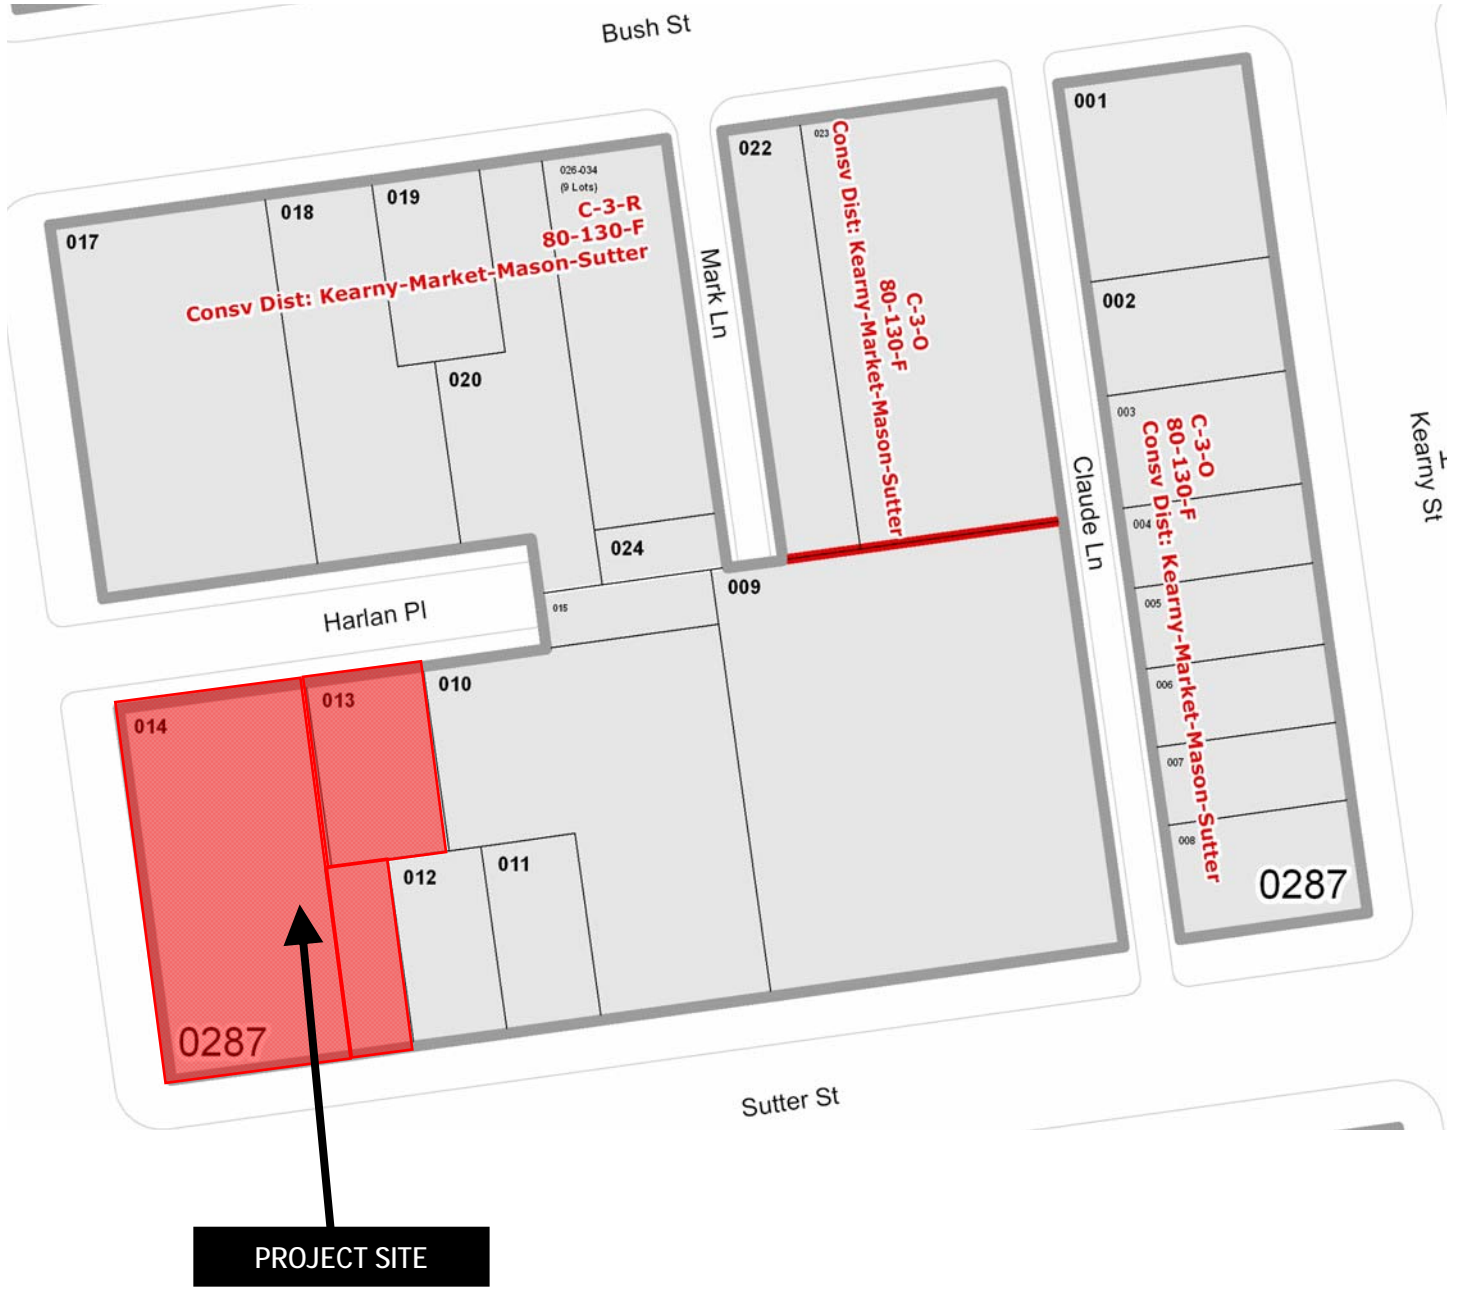 Bush St
001
022
023
Consv Dist: Kearny-Market-Mason-Sutter
80-130-F
C-3-O
026-034
(9 Lots)
C-3-R
80-130-F
Consv Dist: Kearny-Market-Mason-Sutter
019
018
017
Mark Ln
002
020
003
C-3-O
80-130-F
Consv Dist: Kearny-Market-Mason-Sutter
Kearny St
Claude Ln
004
024
009
015
005
Harlan Pl
010
006
013
014
007
008
012
011
0287
0287
Sutter St
PROJECT SITE